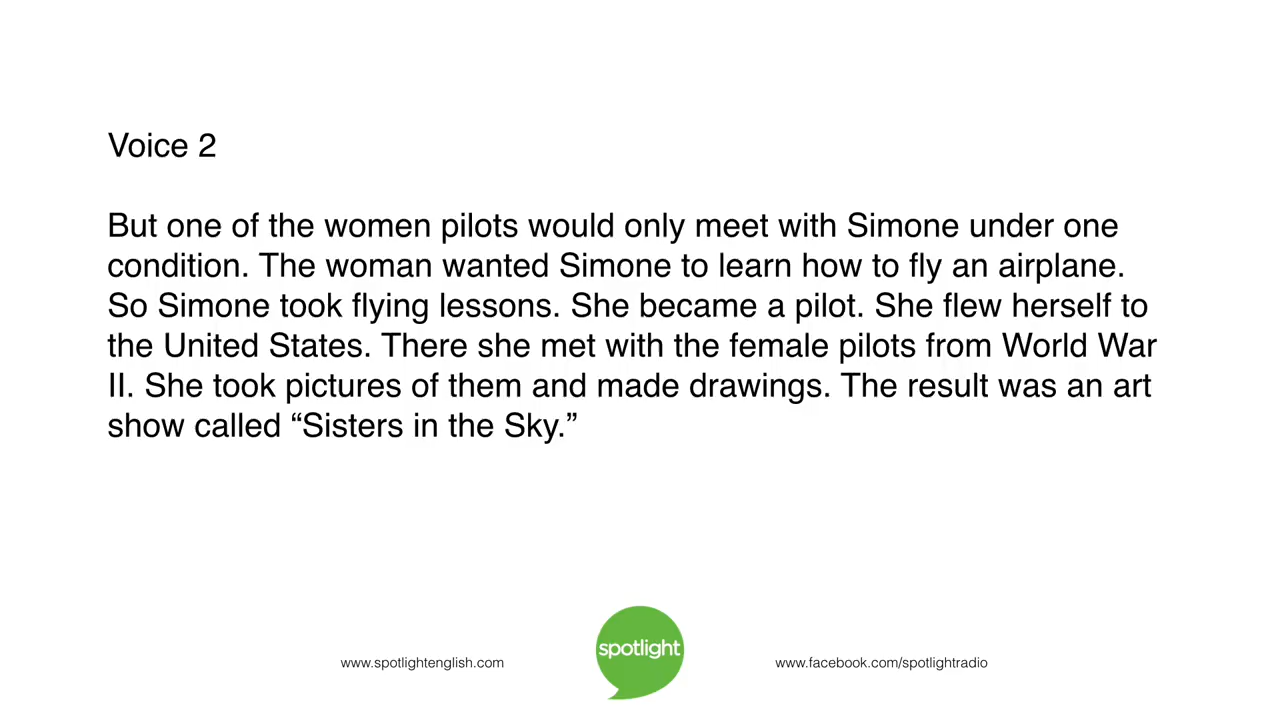 Voice 2
But one of the women pilots would only meet with Simone under one
condition. The woman wanted Simone to learn how to fly an airplane.
So Simone took flying lessons. She became a pilot. She flew herself to
the United States. There she met with the female pilots from World War
II. She took pictures of them and made drawings. The result was an art
show called “Sisters in the Sky.”
www.spotlightenglish.com
spotlight
www.facebook.com/spotlightradio